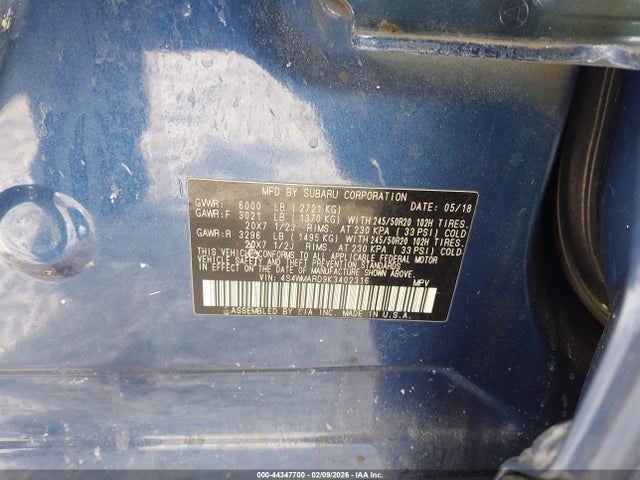 MFD BY SUBARU CORPORATION
GVWR: 6000 LB ( 2721 KG) DATE: 05/18
GAWR:F 3021 LB ( 1370 KG) WITH 245/50R20 102H TIRES.
20X7 1/2J RIMS. AT 230 KPA ( 33 PSI) COLD
GAWR:R 3296 LB ( 1495 KG) WITH 245/50R20 102H TIRES.
20X7 1/2J RIMS. AT 230 KPA ( 33 PSI) COLD
THIS VEHICLE CONFORMS TO ALL APPLICABLE FEDERAL MOTOR
VEHICLE SAFETY AND THEFT PREVENTION STANDARDS
IN EFFECT ON THE DATE OF MANUFACTURE SHOWN ABOVE.
VIN: 4S4WMARD9K3402316 MPV
ASSEMBLED BY SIA INC. MADE IN U.S.A.
000-44347700 - 02/09/2026 - IAA Inc.